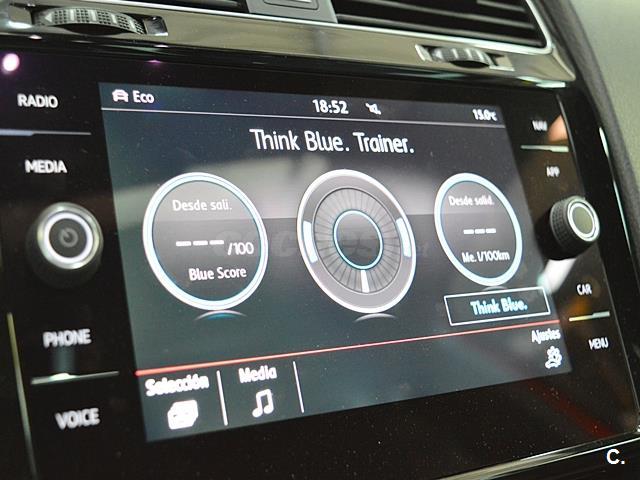 RADIO
MEDIA
PHONE
VOICE
Eco
18:52
15.0°C
Think Blue. Trainer.
Desde sali.
--- /100
Blue Score
Desde salid.
---
Me. l/100km
Think Blue.
Selección
Media
Ajustes
NAV
APP
CAR
MENU
C.